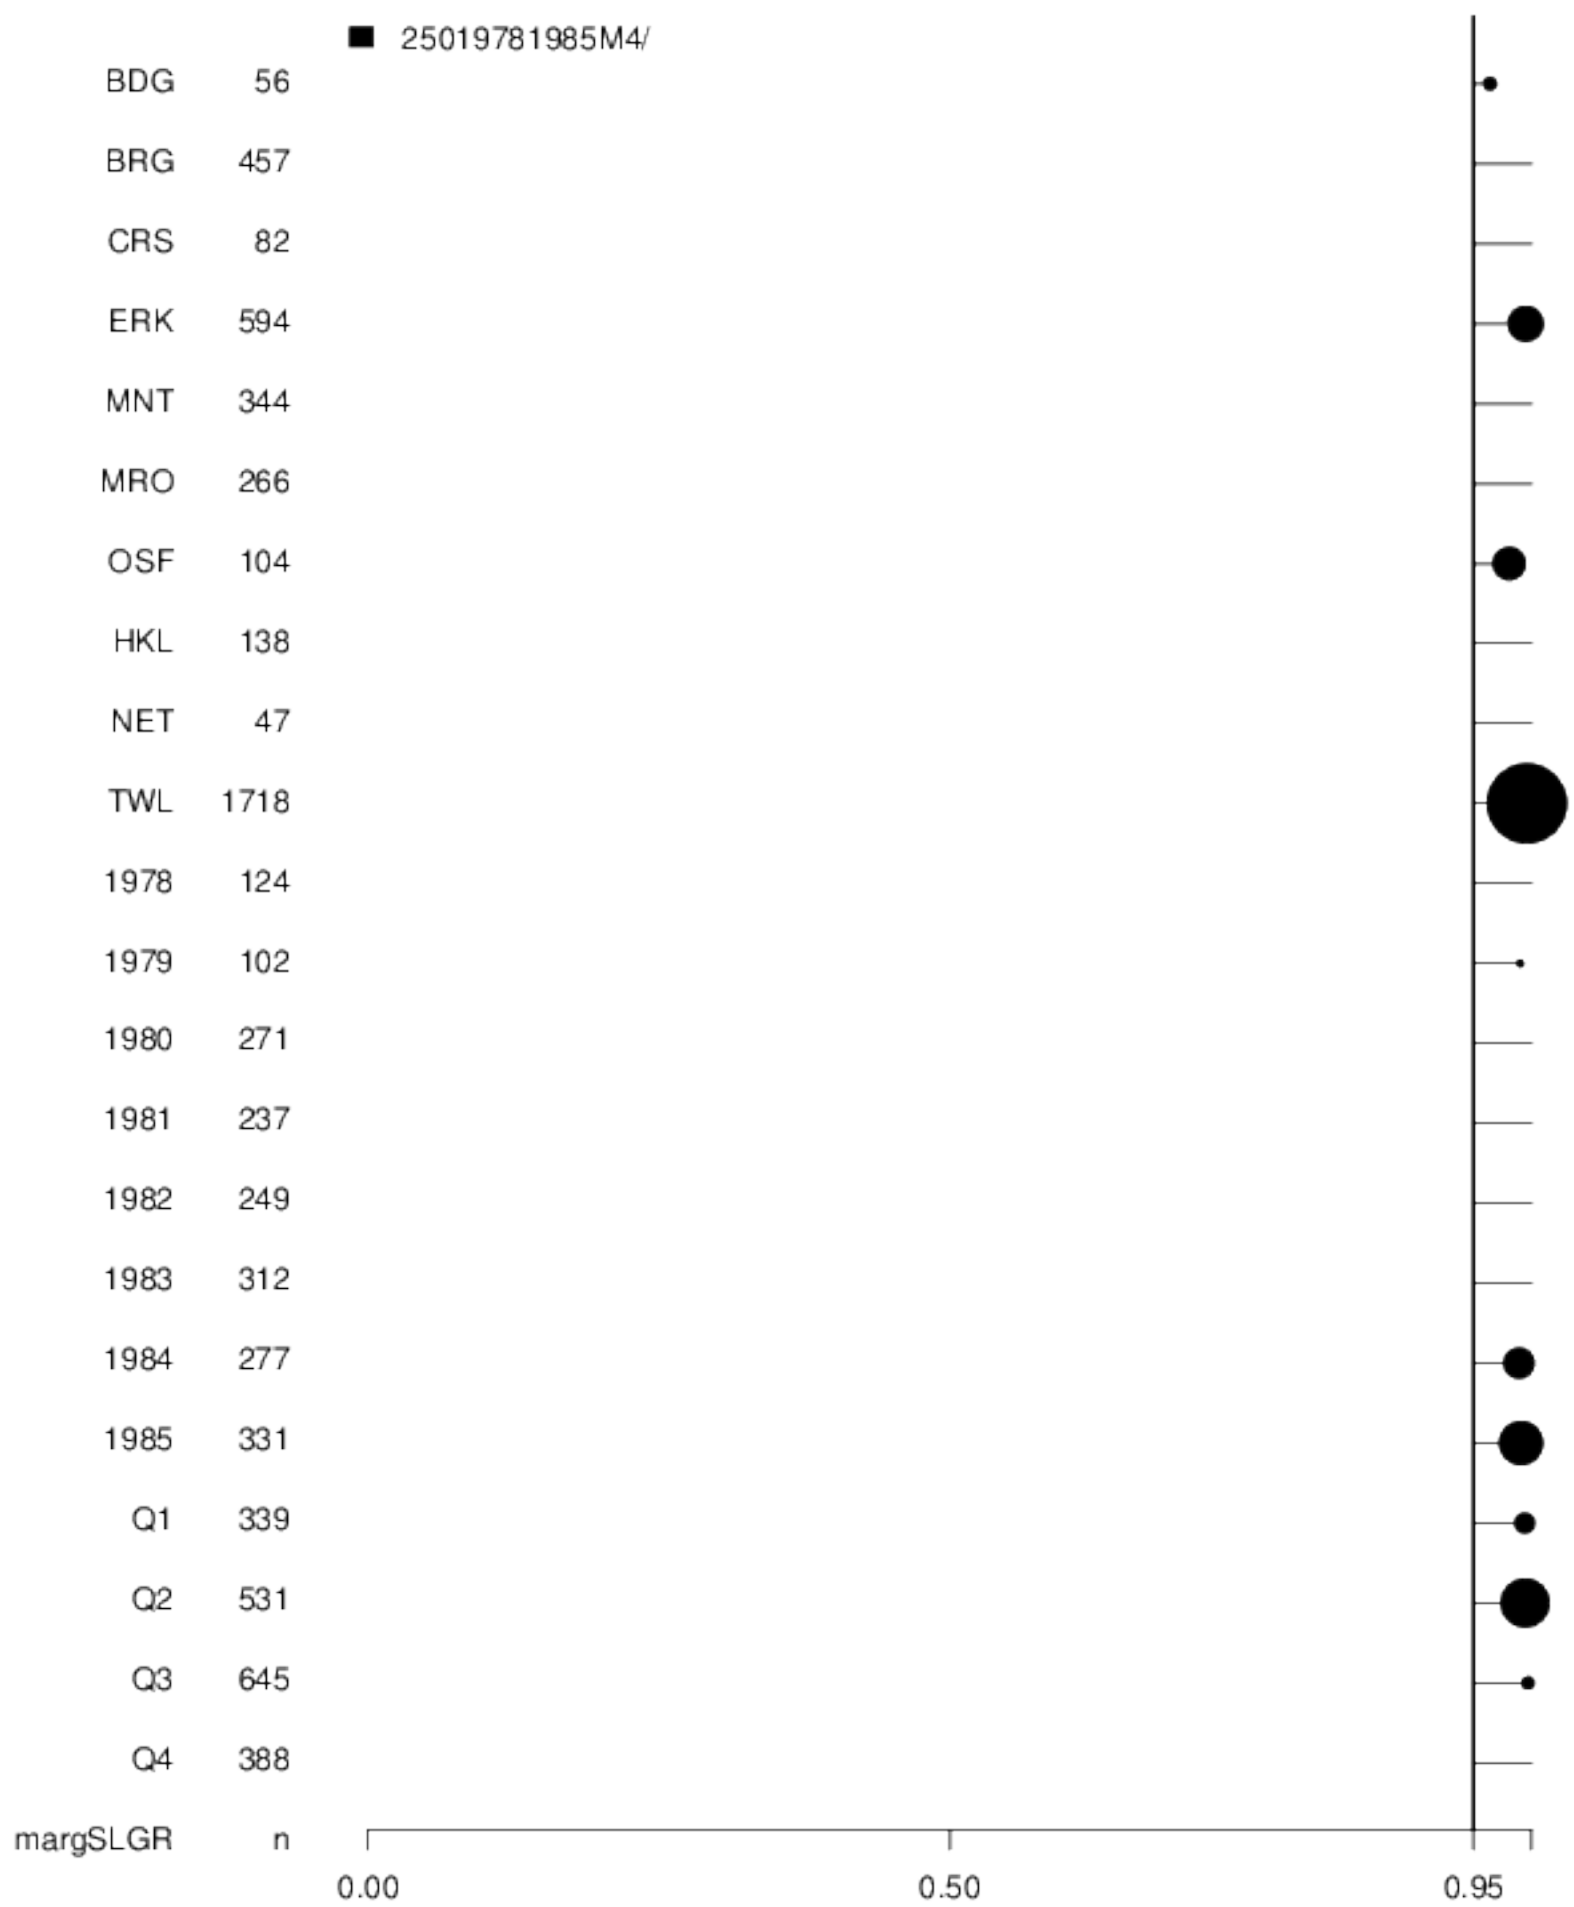 25019781985M4/
BDG 56
BRG 457
CRS 82
ERK 594
MNT 344
MRO 266
OSF 104
HKL 138
NET 47
TWL 1718
1978 124
1979 102
1980 271
1981 237
1982 249
1983 312
1984 277
1985 331
Q1 339
Q2 531
Q3 645
Q4 388
margSLGR n
0.00 0.50 0.95